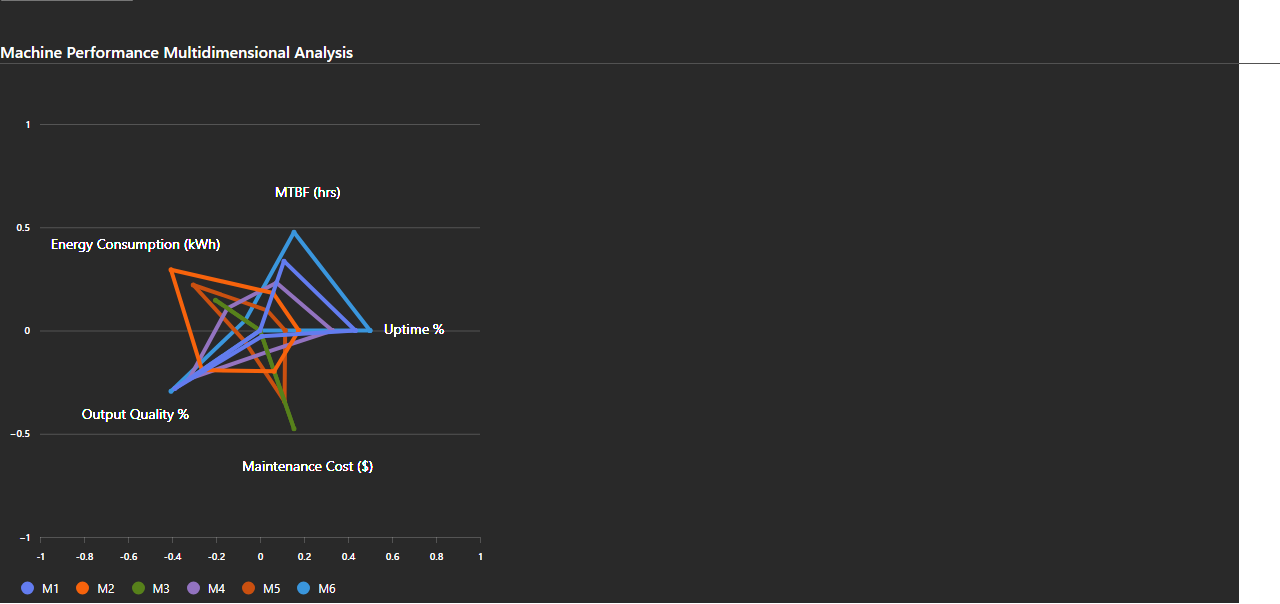 Machine Performance Multidimensional Analysis
1
MTBF (hrs)
0.5
Energy Consumption (kWh)
0
Uptime %
Output Quality %
−0.5
Maintenance Cost ($)
−1
-1 -0.8 -0.6 -0.4 -0.2 0 0.2 0.4 0.6 0.8 1
M1 M2 M3 M4 M5 M6